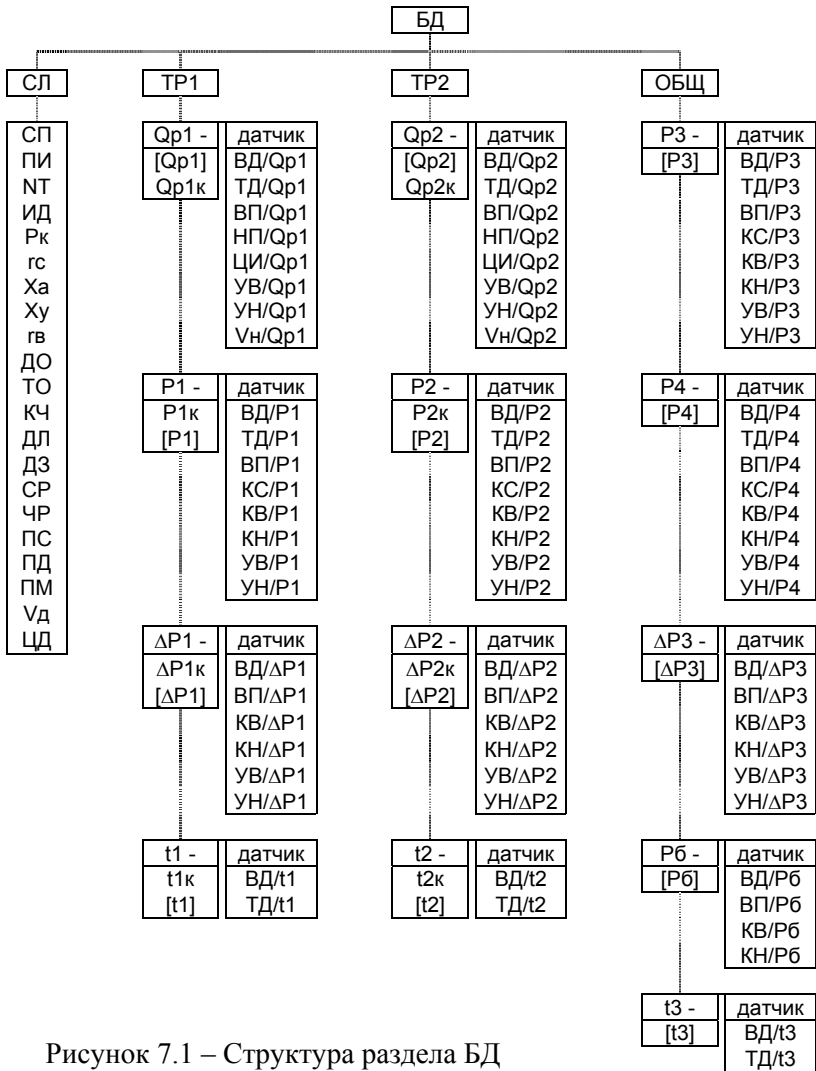 БД
СЛ
ТР1
ТР2
ОБЩ
СП
ПИ
NT
ИД
Рк
rc
Xa
Xy
rв
ДО
ТО
КЧ
ДЛ
ДЗ
СР
ЧР
ПС
ПД
ПМ
Vд
ЦД
Qр1 - датчик
[Qр1] ВД/Qр1
Qр1к ТД/Qр1
ВП/Qр1
НП/Qр1
ЦИ/Qр1
УВ/Qр1
УН/Qр1
Vн/Qр1
Р1 - датчик
Р1к ВД/Р1
[Р1] ТД/Р1
ВП/Р1
КС/Р1
КВ/Р1
КН/Р1
УВ/Р1
УН/Р1
ΔР1 - датчик
ΔР1к ВД/ΔР1
[ΔР1] ВП/ΔР1
КВ/ΔР1
КН/ΔР1
УВ/ΔР1
УН/ΔР1
t1 - датчик
t1к ВД/t1
[t1] ТД/t1
Qр2 - датчик
[Qр2] ВД/Qр2
Qр2к ТД/Qр2
ВП/Qр2
НП/Qр2
ЦИ/Qр2
УВ/Qр2
УН/Qр2
Vн/Qр2
Р2 - датчик
Р2к ВД/Р2
[Р2] ТД/Р2
ВП/Р2
КС/Р2
КВ/Р2
КН/Р2
УВ/Р2
УН/Р2
ΔР2 - датчик
ΔР2к ВД/ΔР2
[ΔР2] ВП/ΔР2
КВ/ΔР2
КН/ΔР2
УВ/ΔР2
УН/ΔР2
t2 - датчик
t2к ВД/t2
[t2] ТД/t2
Р3 - датчик
[Р3] ВД/Р3
ТД/Р3
ВП/Р3
КС/Р3
КВ/Р3
КН/Р3
УВ/Р3
УН/Р3
Р4 - датчик
[Р4] ВД/Р4
ТД/Р4
ВП/Р4
КС/Р4
КВ/Р4
КН/Р4
УВ/Р4
УН/Р4
ΔР3 - датчик
[ΔР3] ВД/ΔР3
ВП/ΔР3
КВ/ΔР3
КН/ΔР3
УВ/ΔР3
УН/ΔР3
Рб - датчик
[Рб] ВД/Рб
ВП/Рб
КВ/Рб
КН/Рб
t3 - датчик
[t3] ВД/t3
ТД/t3
Рисунок 7.1 – Структура раздела БД